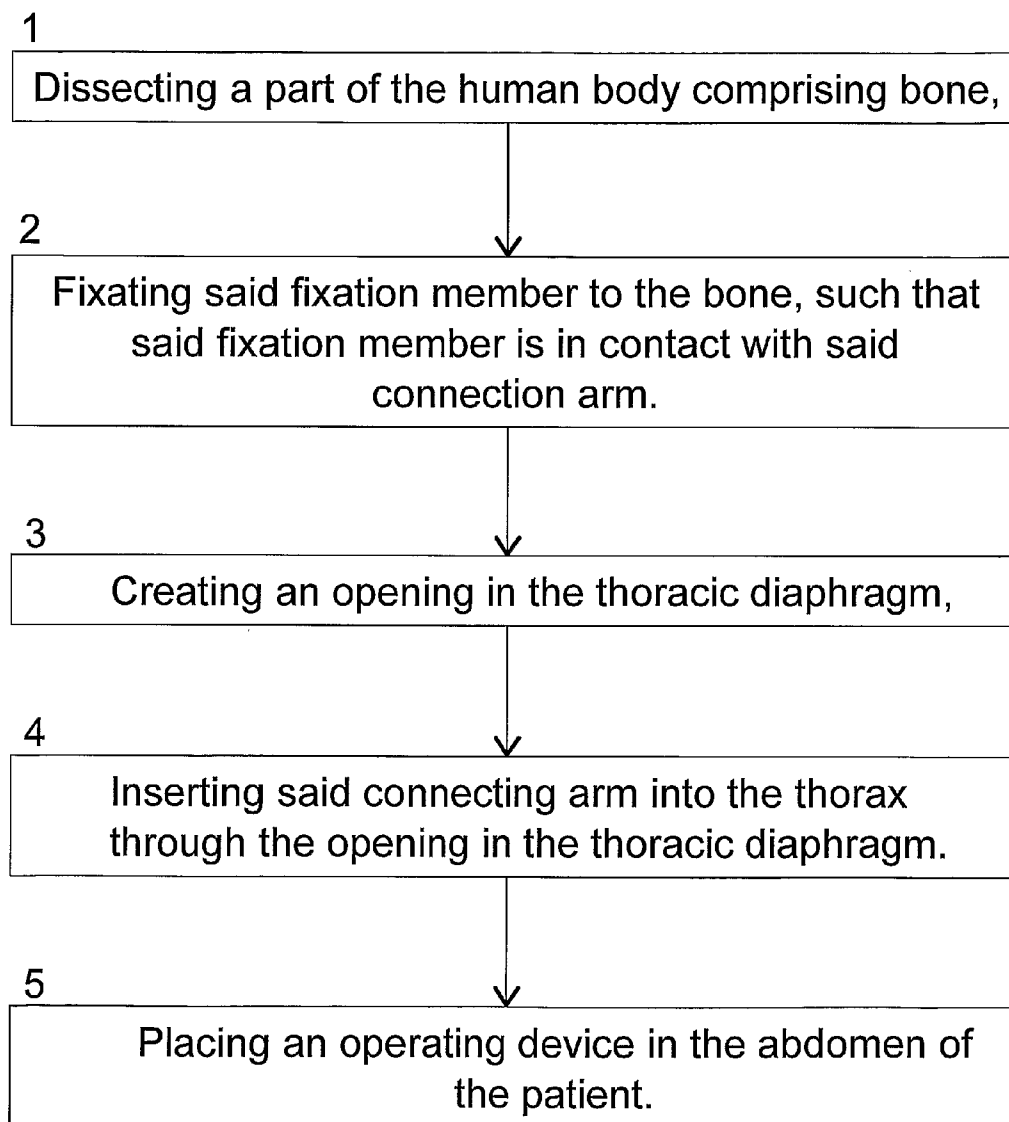 1
Dissecting a part of the human body comprising bone,
2
Fixating said fixation member to the bone, such that
said fixation member is in contact with said
connection arm.
3
Creating an opening in the thoracic diaphragm,
4
Inserting said connecting arm into the thorax
through the opening in the thoracic diaphragm.
5
Placing an operating device in the abdomen of
the patient.